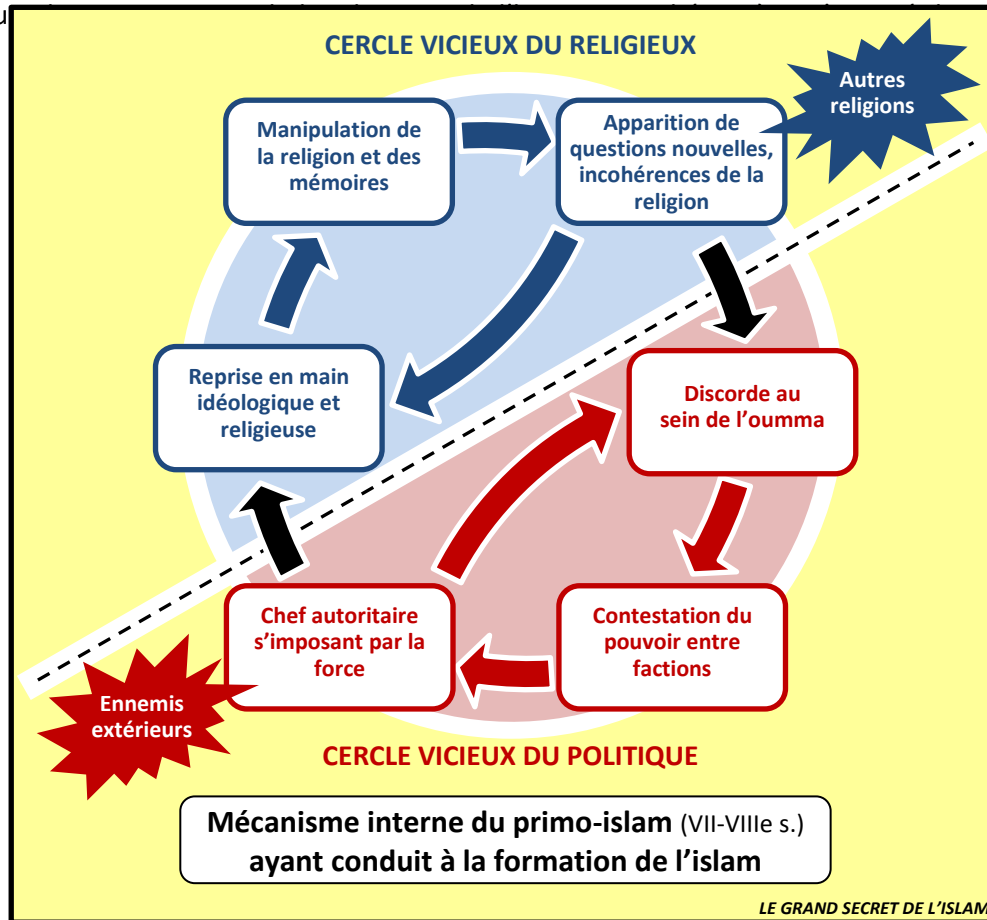 CERCLE VICIEUX DU RELIGIEUX
Autres
religions
Manipulation de
la religion et des
mémoires
Apparition de
questions nouvelles,
incohérences de la
religion
Reprise en main
idéologique et
religieuse
Discorde au
sein de l’oumma
Chef autoritaire
s’imposant par la
force
Contestation du
pouvoir entre
factions
Ennemis
extérieurs
CERCLE VICIEUX DU POLITIQUE
Mécanisme interne du primo-islam (VII-VIIIe s.)
ayant conduit à la formation de l’islam
LE GRAND SECRET DE L’ISLAM